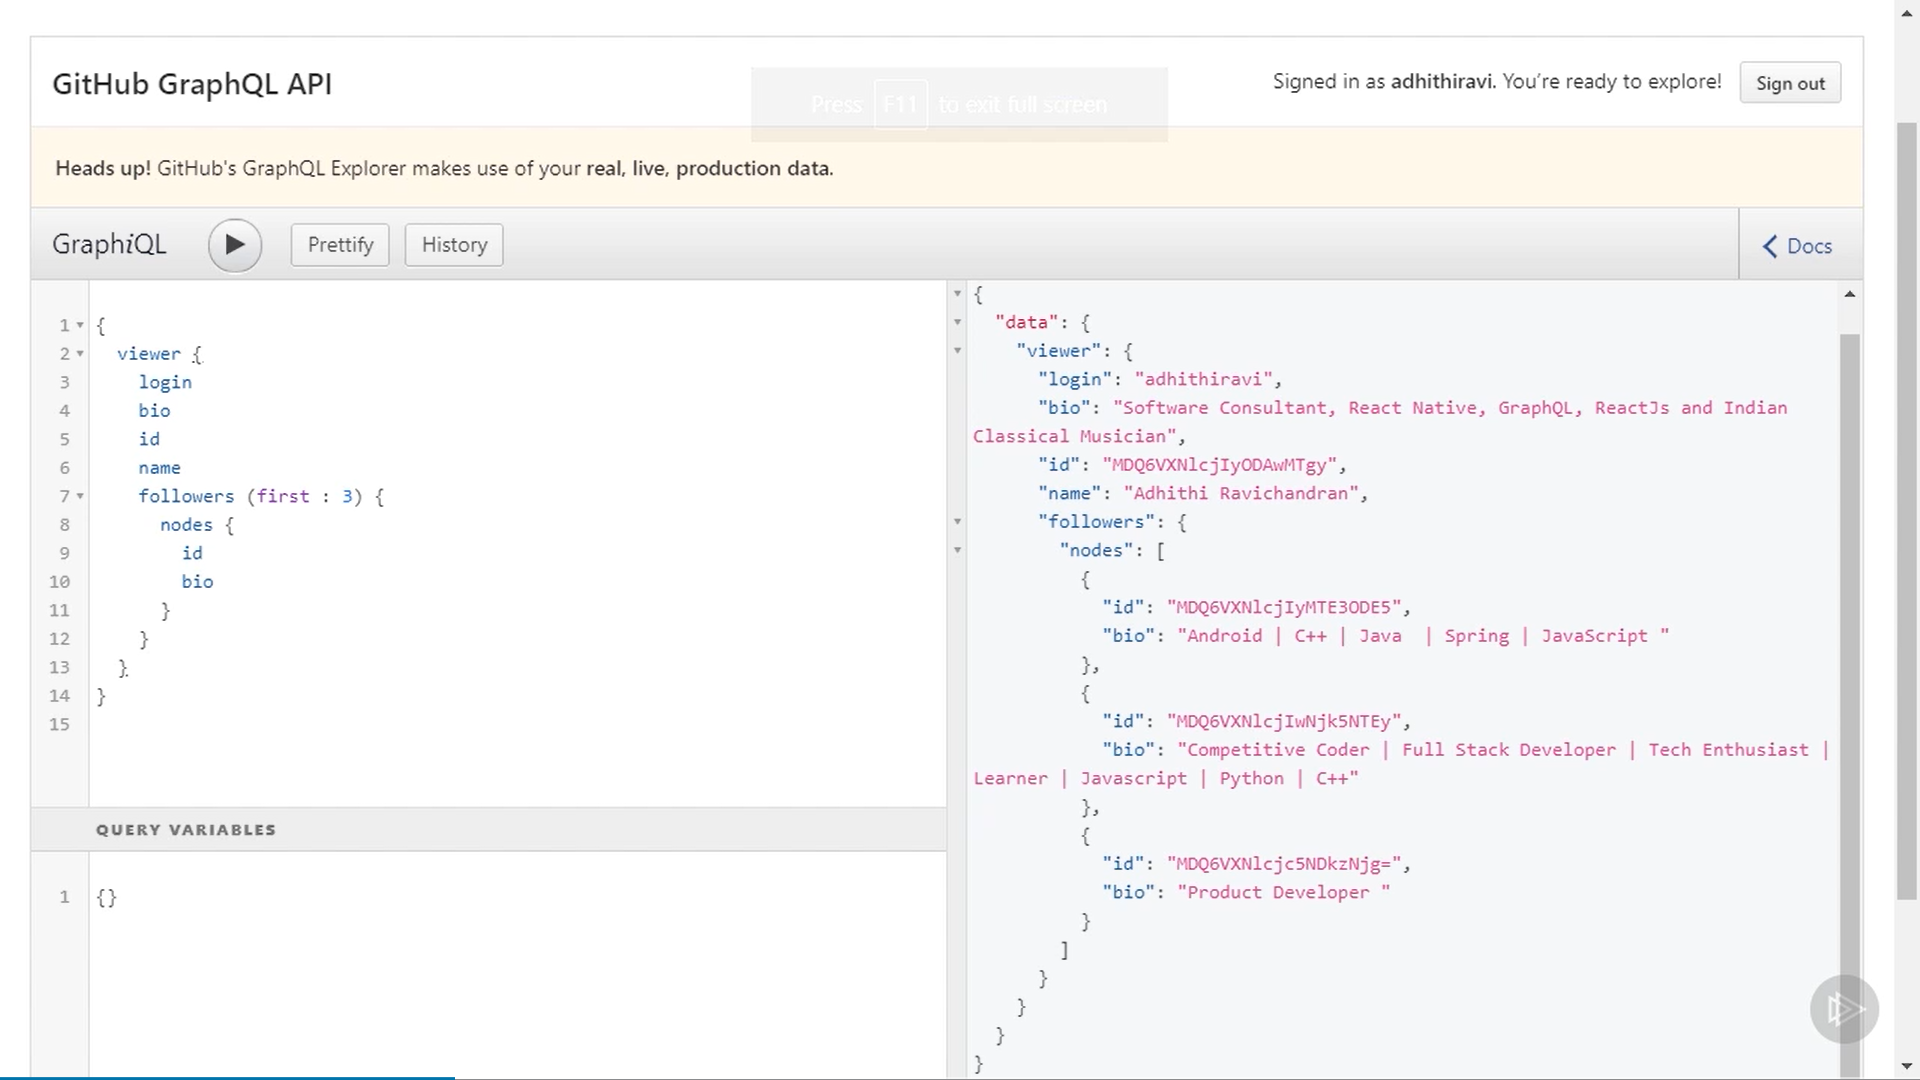 GitHub GraphQL API
Press F11 to exit full screen
Signed in as adhithiravi. You're ready to explore!
Sign out
Heads up! GitHub's GraphQL Explorer makes use of your real, live, production data.
GraphiQL
Prettify
History
Docs
1 {
2 viewer {
3 login
4 bio
5 id
6 name
7 followers (first : 3) {
8 nodes {
9 id
10 bio
11 }
12 }
13 }
14 }
15
QUERY VARIABLES
1 {}
{
"data": {
"viewer": {
"login": "adhithiravi",
"bio": "Software Consultant, React Native, GraphQL, ReactJs and Indian
Classical Musician",
"id": "MDQ6VXNlcjIyODAwMTgy",
"name": "Adhithi Ravichandran",
"followers": {
"nodes": [
{
"id": "MDQ6VXNlcjIyMTE3ODE5",
"bio": "Android | C++ | Java  | Spring | JavaScript "
},
{
"id": "MDQ6VXNlcjIwNjk5NTEy",
"bio": "Competitive Coder | Full Stack Developer | Tech Enthusiast |
Learner | Javascript | Python | C++"
},
{
"id": "MDQ6VXNlcjc5NDkzNjg=",
"bio": "Product Developer "
}
]
}
}
}
}